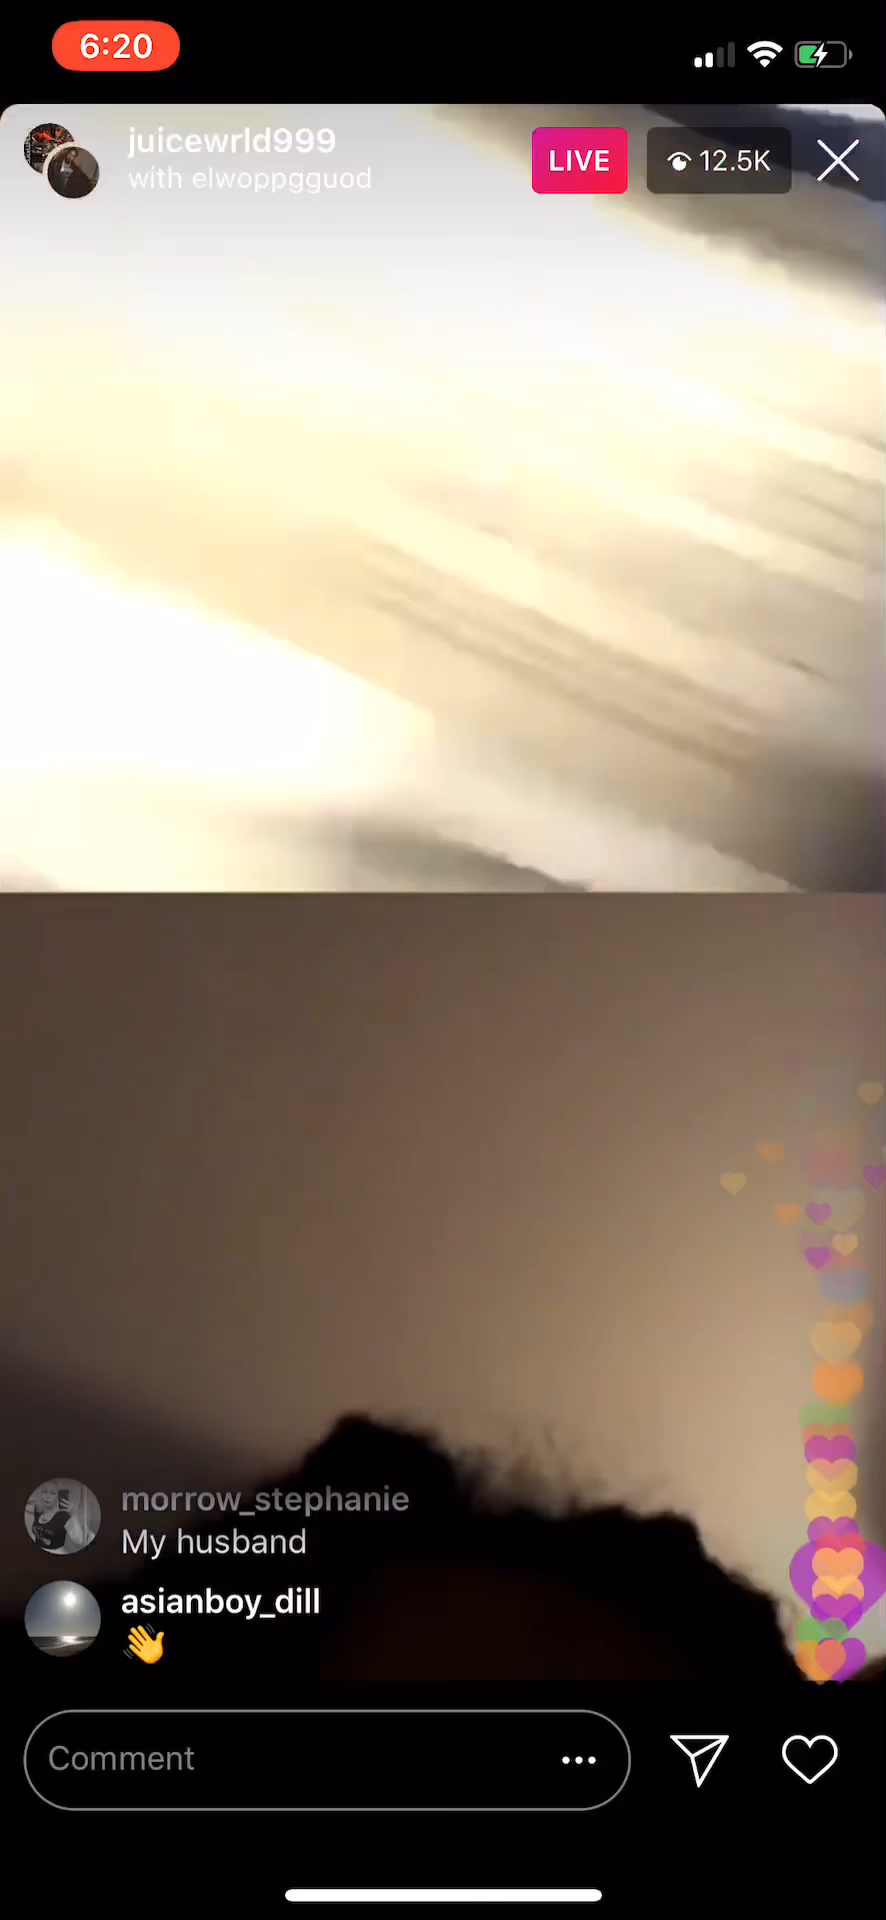 6:20
juicewrld999
with elwoppgguod
LIVE
12.5K
morrow_stephanie
My husband
asianboy_dill
👋
Comment